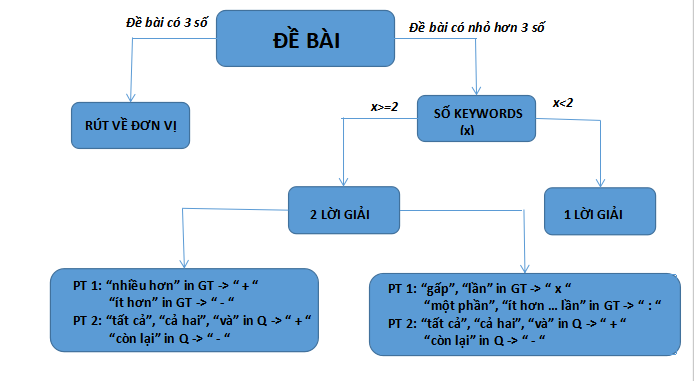 Đề bài có 3 số
ĐỀ BÀI
Đề bài có nhỏ hơn 3 số
RÚT VỀ ĐƠN VỊ
x>=2
SỐ KEYWORDS
(x)
x<2
2 LỜI GIẢI
1 LỜI GIẢI
PT 1: “nhiều hơn” in GT -> “ + “
“ít hơn” in GT -> “ - “
PT 2: “tất cả”, “cả hai”, “và” in Q -> “ + “
“còn lại” in Q -> “ - “
PT 1: “gấp”, “lần” in GT -> “ x “
“một phần”, “ít hơn … lần” in GT -> “ : “
PT 2: “tất cả”, “cả hai”, “và” in Q -> “ + “
“còn lại” in Q -> “ - “